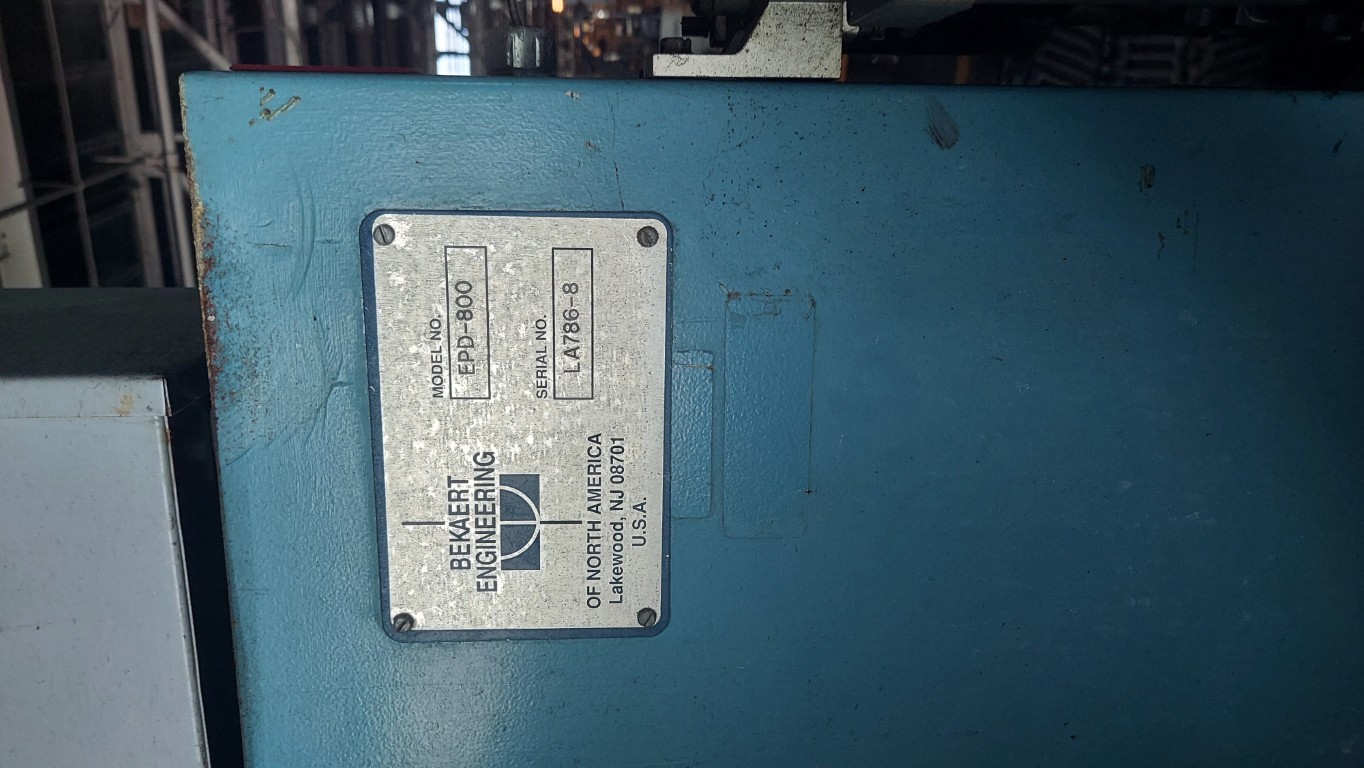 BEKAERT
ENGINEERING
OF NORTH AMERICA
Lakewood, NJ 08701
U.S.A.
MODEL NO.
EPD-800
SERIAL NO.
LA786-8